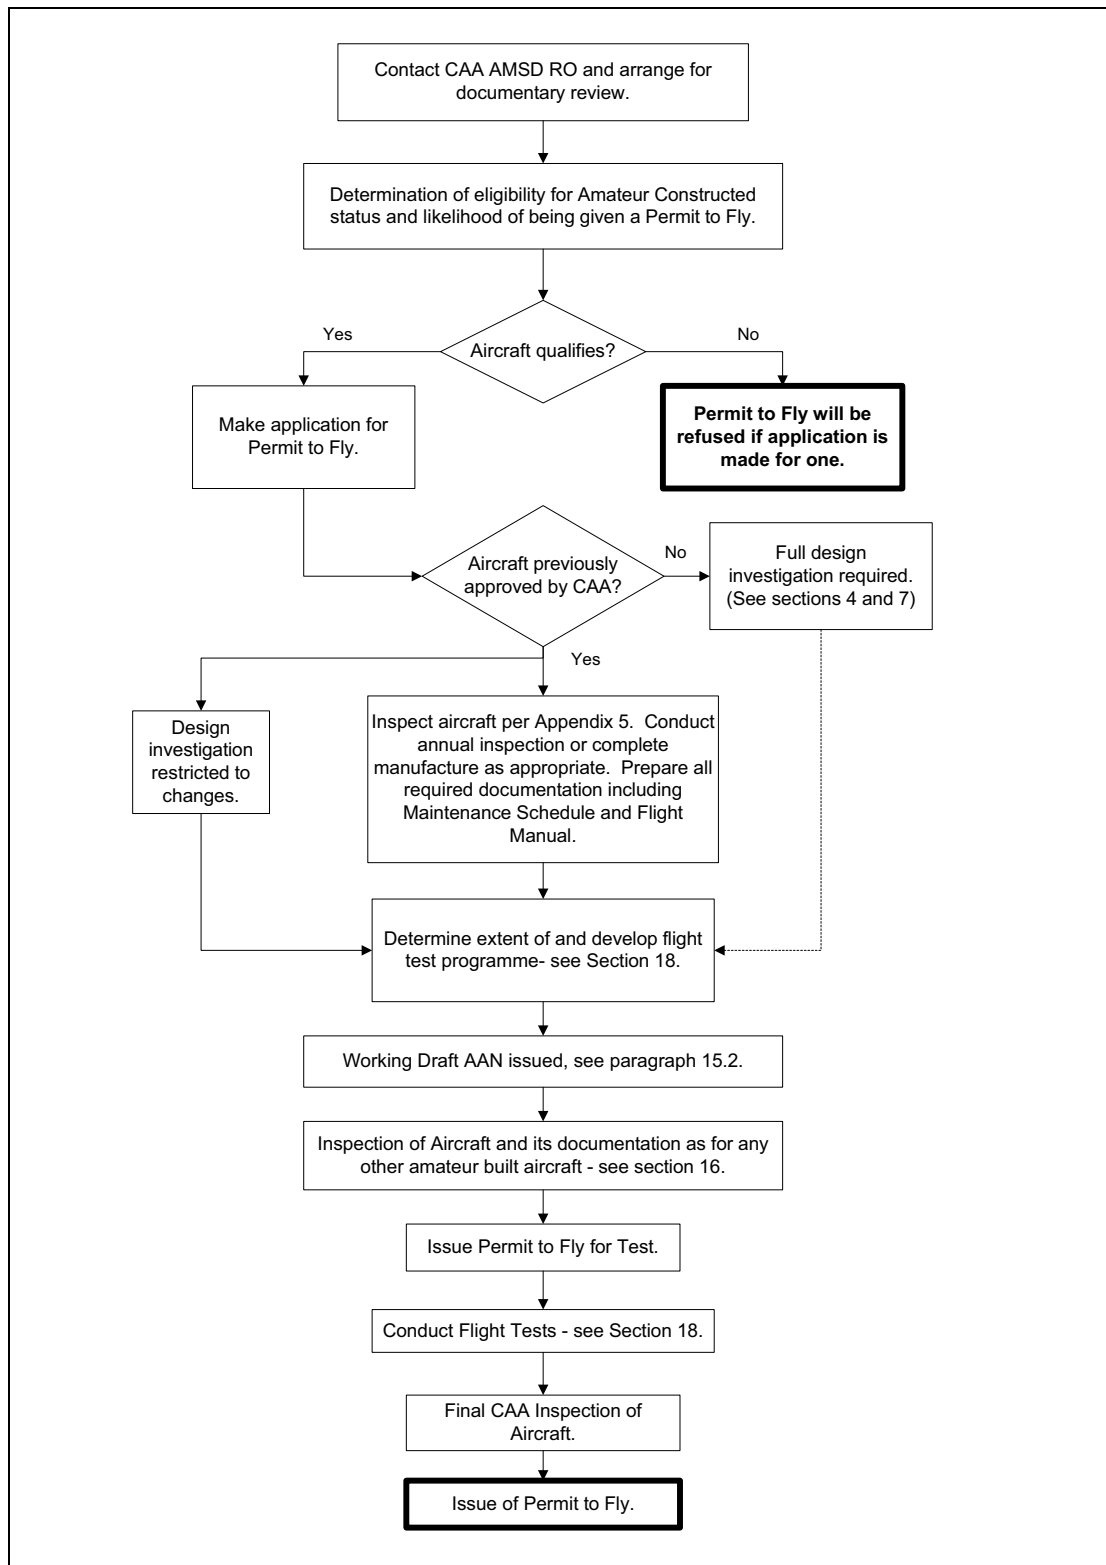 Contact CAA AMSD RO and arrange for
documentary review.
Determination of eligibility for Amateur Constructed
status and likelihood of being given a Permit to Fly.
Yes
Aircraft qualifies?
No
Make application for
Permit to Fly.
Permit to Fly will be
refused if application is
made for one.
Aircraft previously
approved by CAA?
No
Full design
investigation required.
(See sections 4 and 7)
Yes
Design
investigation
restricted to
changes.
Inspect aircraft per Appendix 5.  Conduct
annual inspection or complete
manufacture as appropriate.  Prepare all
required documentation including
Maintenance Schedule and Flight
Manual.
Determine extent of and develop flight
test programme- see Section 18.
Working Draft AAN issued, see paragraph 15.2.
Inspection of Aircraft and its documentation as for any
other amateur built aircraft - see section 16.
Issue Permit to Fly for Test.
Conduct Flight Tests - see Section 18.
Final CAA Inspection of
Aircraft.
Issue of Permit to Fly.